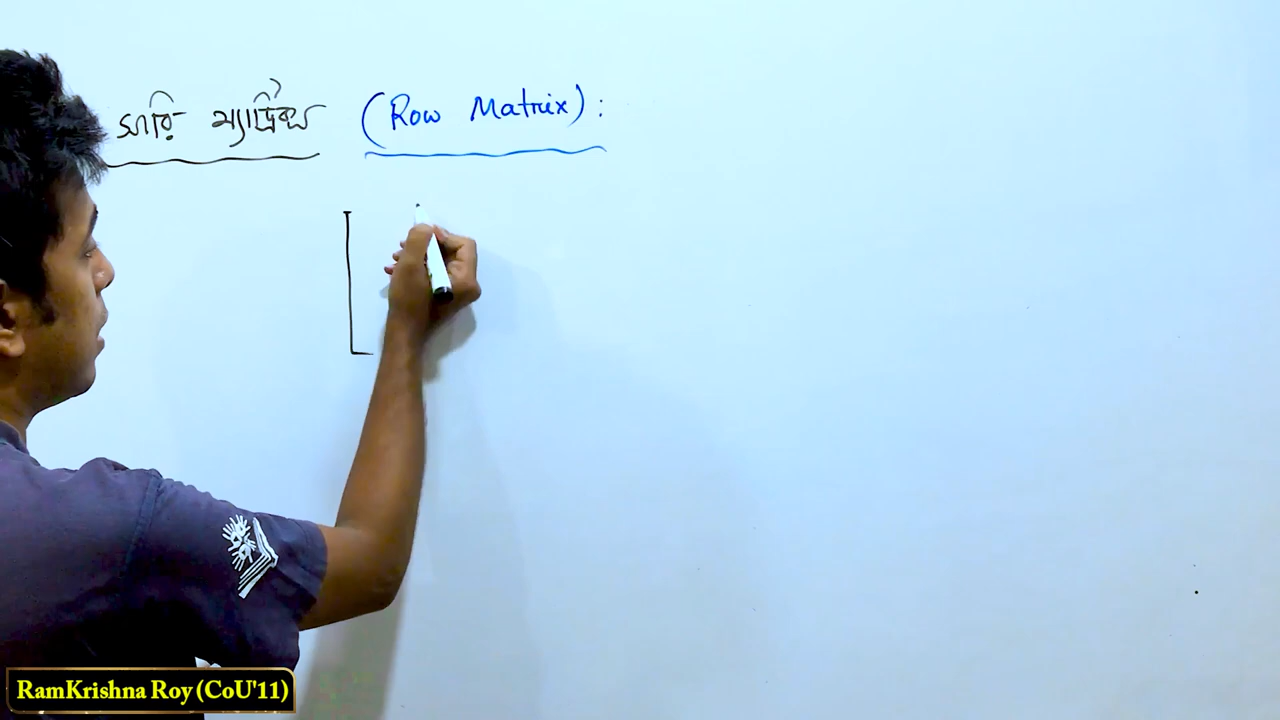 সারি ম্যাট্রিক্স (Row Matrix) :
[
RamKrishna Roy (CoU'11)